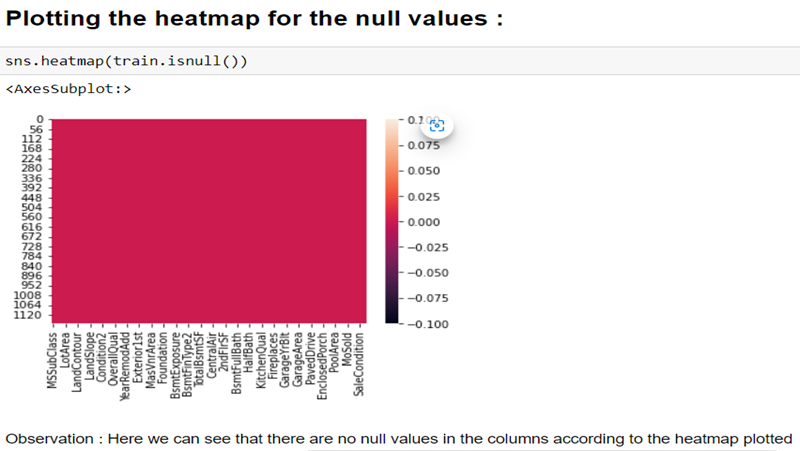 Plotting the heatmap for the null values :
sns.heatmap(train.isnull())
<AxesSubplot:>
0
56
112
168
224
280
336
392
448
504
560
616
672
728
784
840
896
952
1008
1064
1120
0.075
0.050
0.025
0.000
−0.025
−0.050
−0.075
−0.100
MSSubClass
LotArea
LandContour
LandSlope
Condition2
OverallQual
YearRemodAdd
Exterior1st
MasVnrArea
Foundation
BsmtExposure
BsmtFinType2
TotalBsmtSF
CentralAir
2ndFlrSF
BsmtFullBath
HalfBath
KitchenQual
Fireplaces
GarageYrBlt
GarageArea
PavedDrive
EnclosedPorch
PoolArea
MoSold
SaleCondition
Observation : Here we can see that there are no null values in the columns according to the heatmap plotted